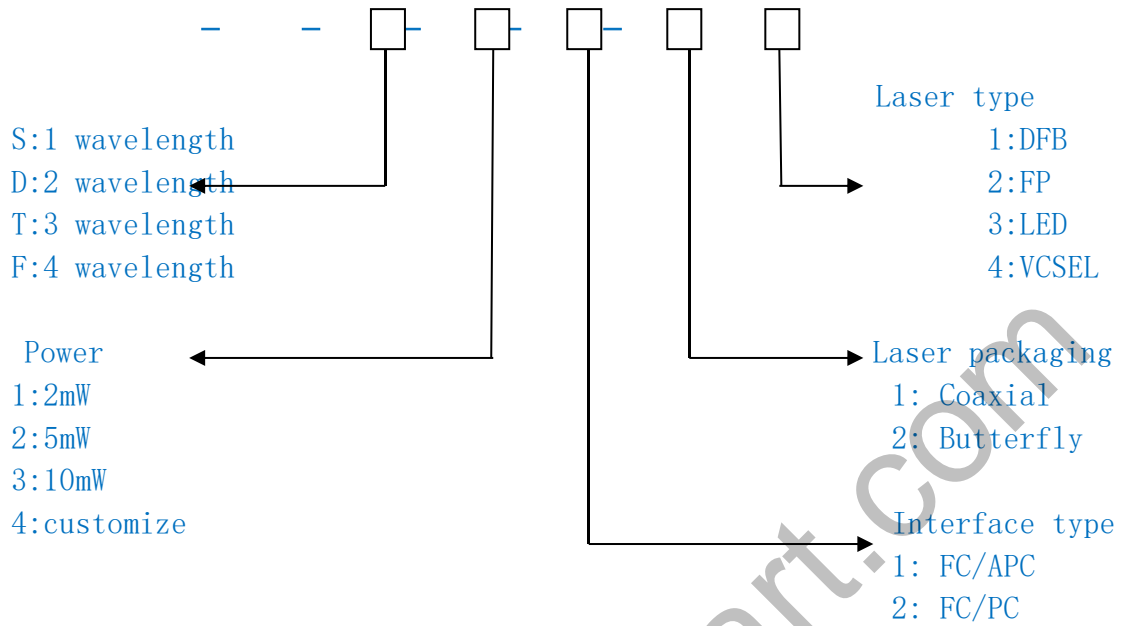 - - - - -
S:1 wavelength
D:2 wavelength
T:3 wavelength
F:4 wavelength
Power
1:2mW
2:5mW
3:10mW
4:customize
Laser type
1:DFB
2:FP
3:LED
4:VCSEL
Laser packaging
1: Coaxial
2: Butterfly
Interface type
1: FC/APC
2: FC/PC
art.com